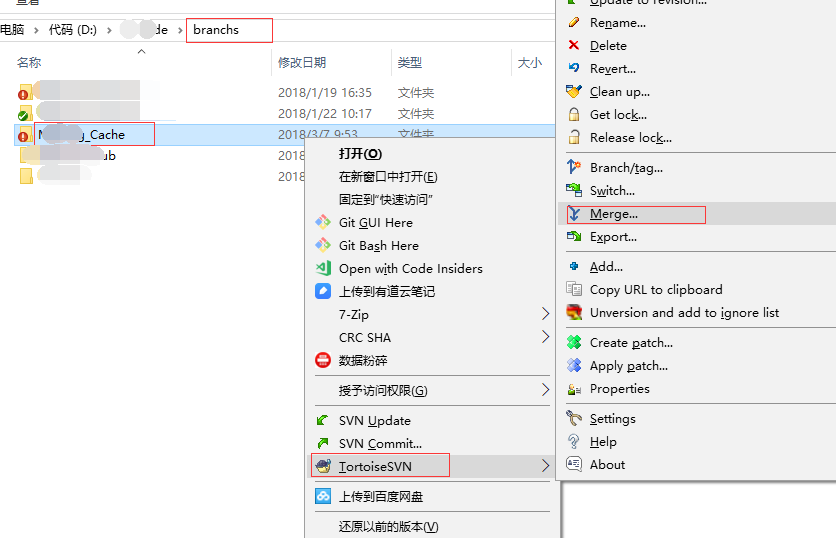 查看
Update to revision...
电脑 › 代码 (D:) › de › branchs
名称 修改日期 类型 大小
2018/1/19 16:35 文件夹
2018/1/22 10:17 文件夹
_Cache 2018/3/7 9:53 文件夹
ub 2018
2018
打开(O)
在新窗口中打开(E)
固定到"快速访问"
Git GUI Here
Git Bash Here
Open with Code Insiders
上传到有道云笔记
7-Zip
CRC SHA
数据粉碎
授予访问权限(G)
SVN Update
SVN Commit...
TortoiseSVN
上传到百度网盘
还原以前的版本(V)
Rename...
Delete
Revert...
Clean up...
Get lock...
Release lock...
Branch/tag...
Switch...
Merge...
Export...
Add...
Copy URL to clipboard
Unversion and add to ignore list
Create patch...
Apply patch...
Properties
Settings
Help
About